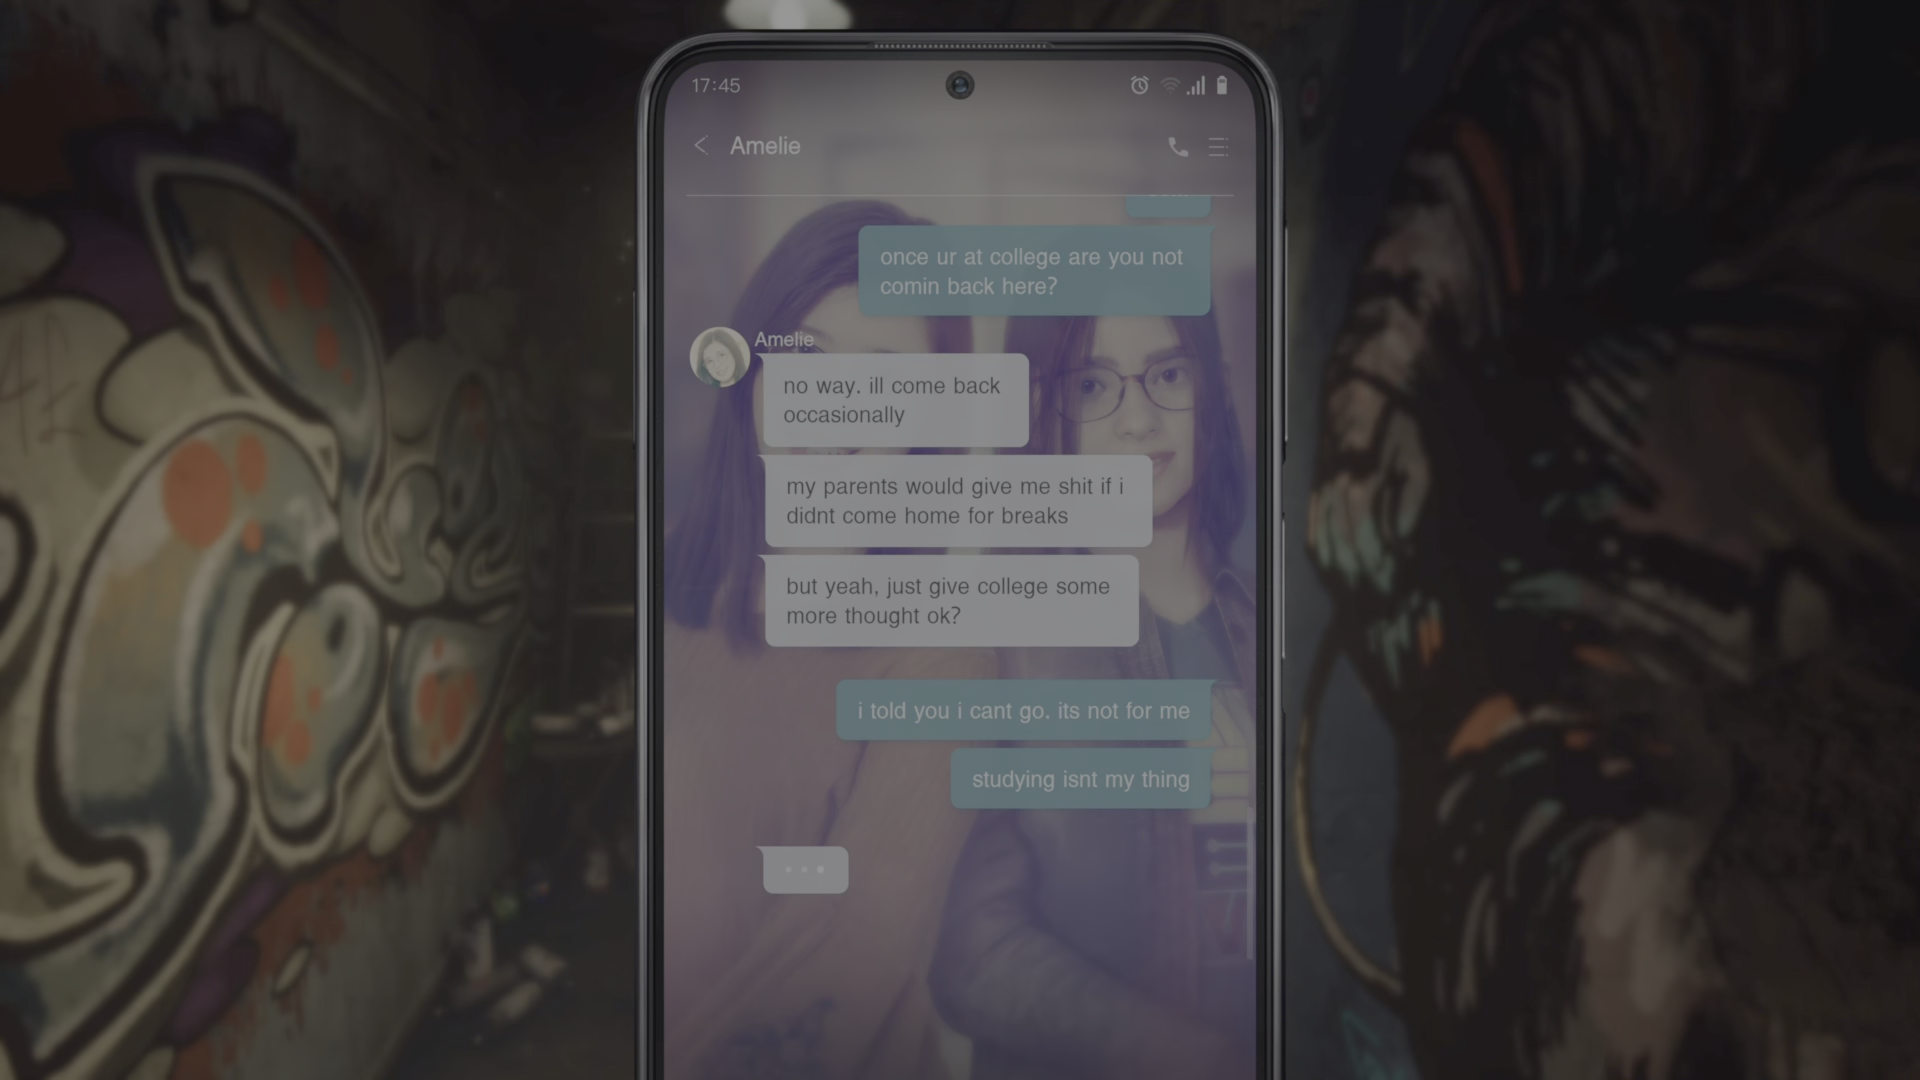 17:45
Amelie
once ur at college are you not
comin back here?
Amelie
no way. ill come back
occasionally
my parents would give me shit if i
didnt come home for breaks
but yeah, just give college some
more thought ok?
i told you i cant go. its not for me
studying isnt my thing